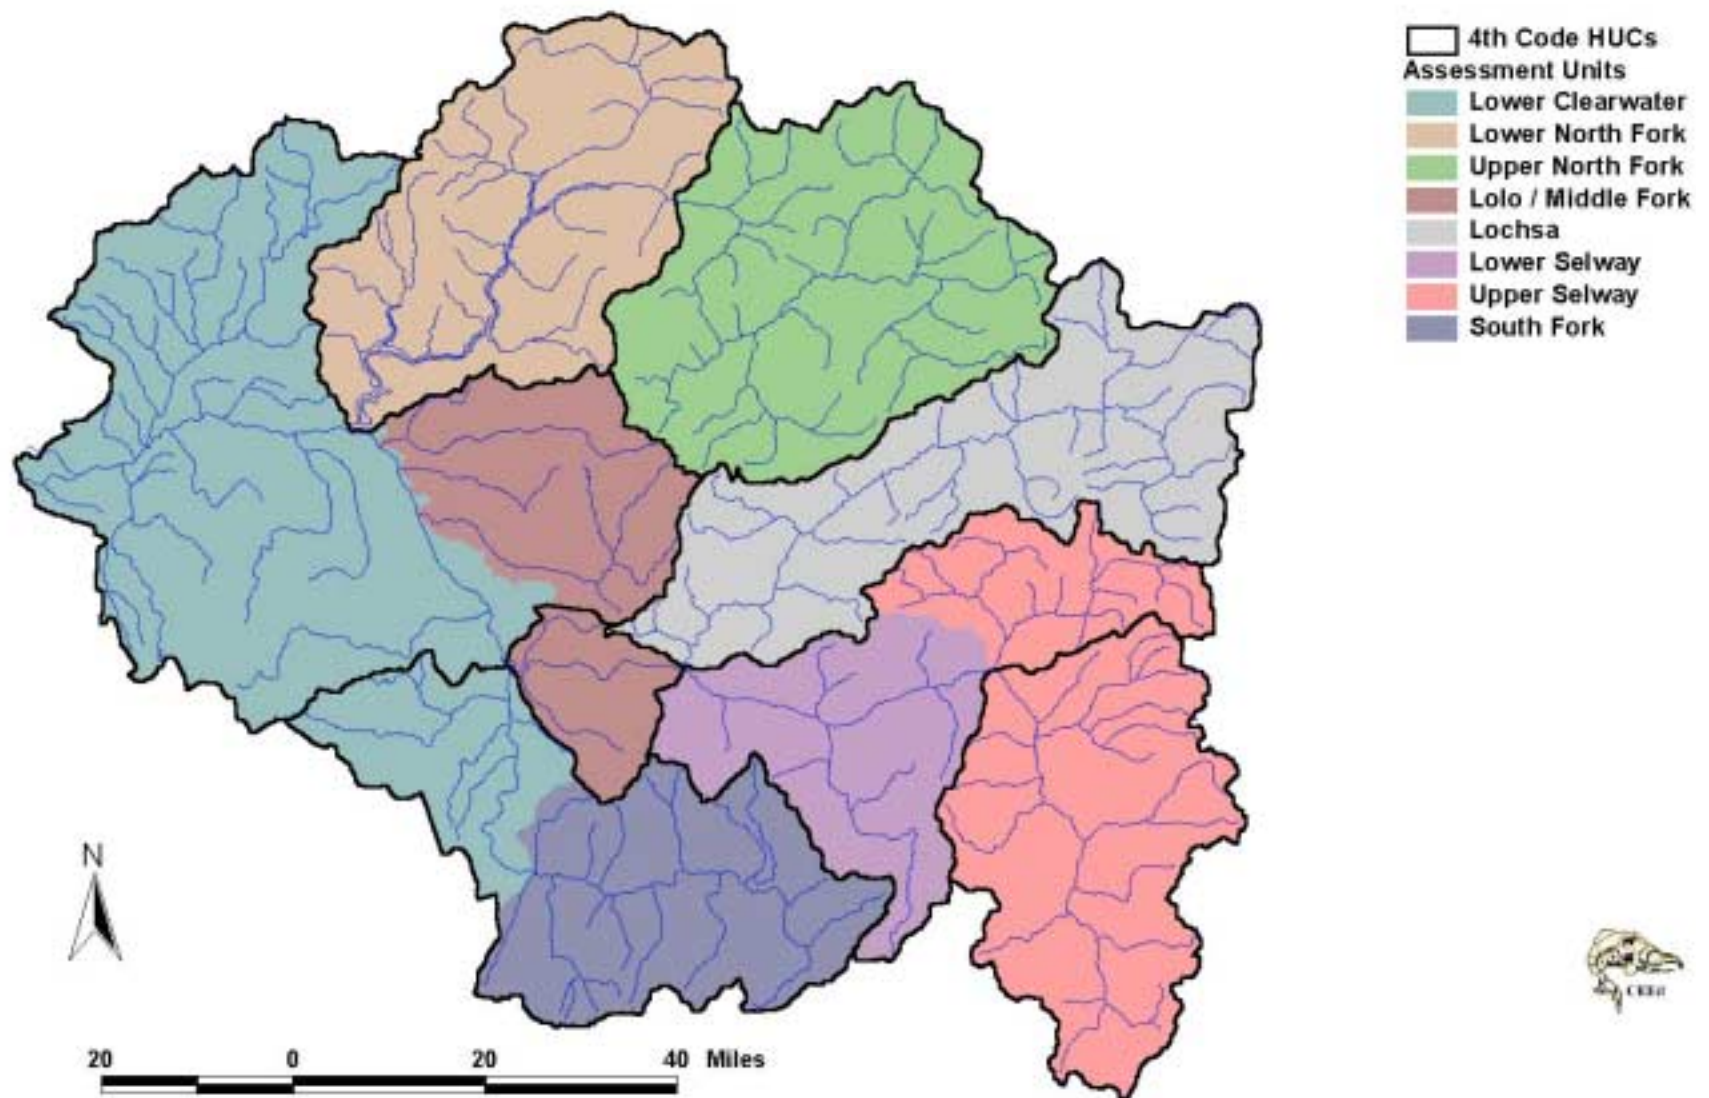 4th Code HUCs
Assessment Units
Lower Clearwater
Lower North Fork
Upper North Fork
Lolo / Middle Fork
Lochsa
Lower Selway
Upper Selway
South Fork
N
20 0 20 40 Miles